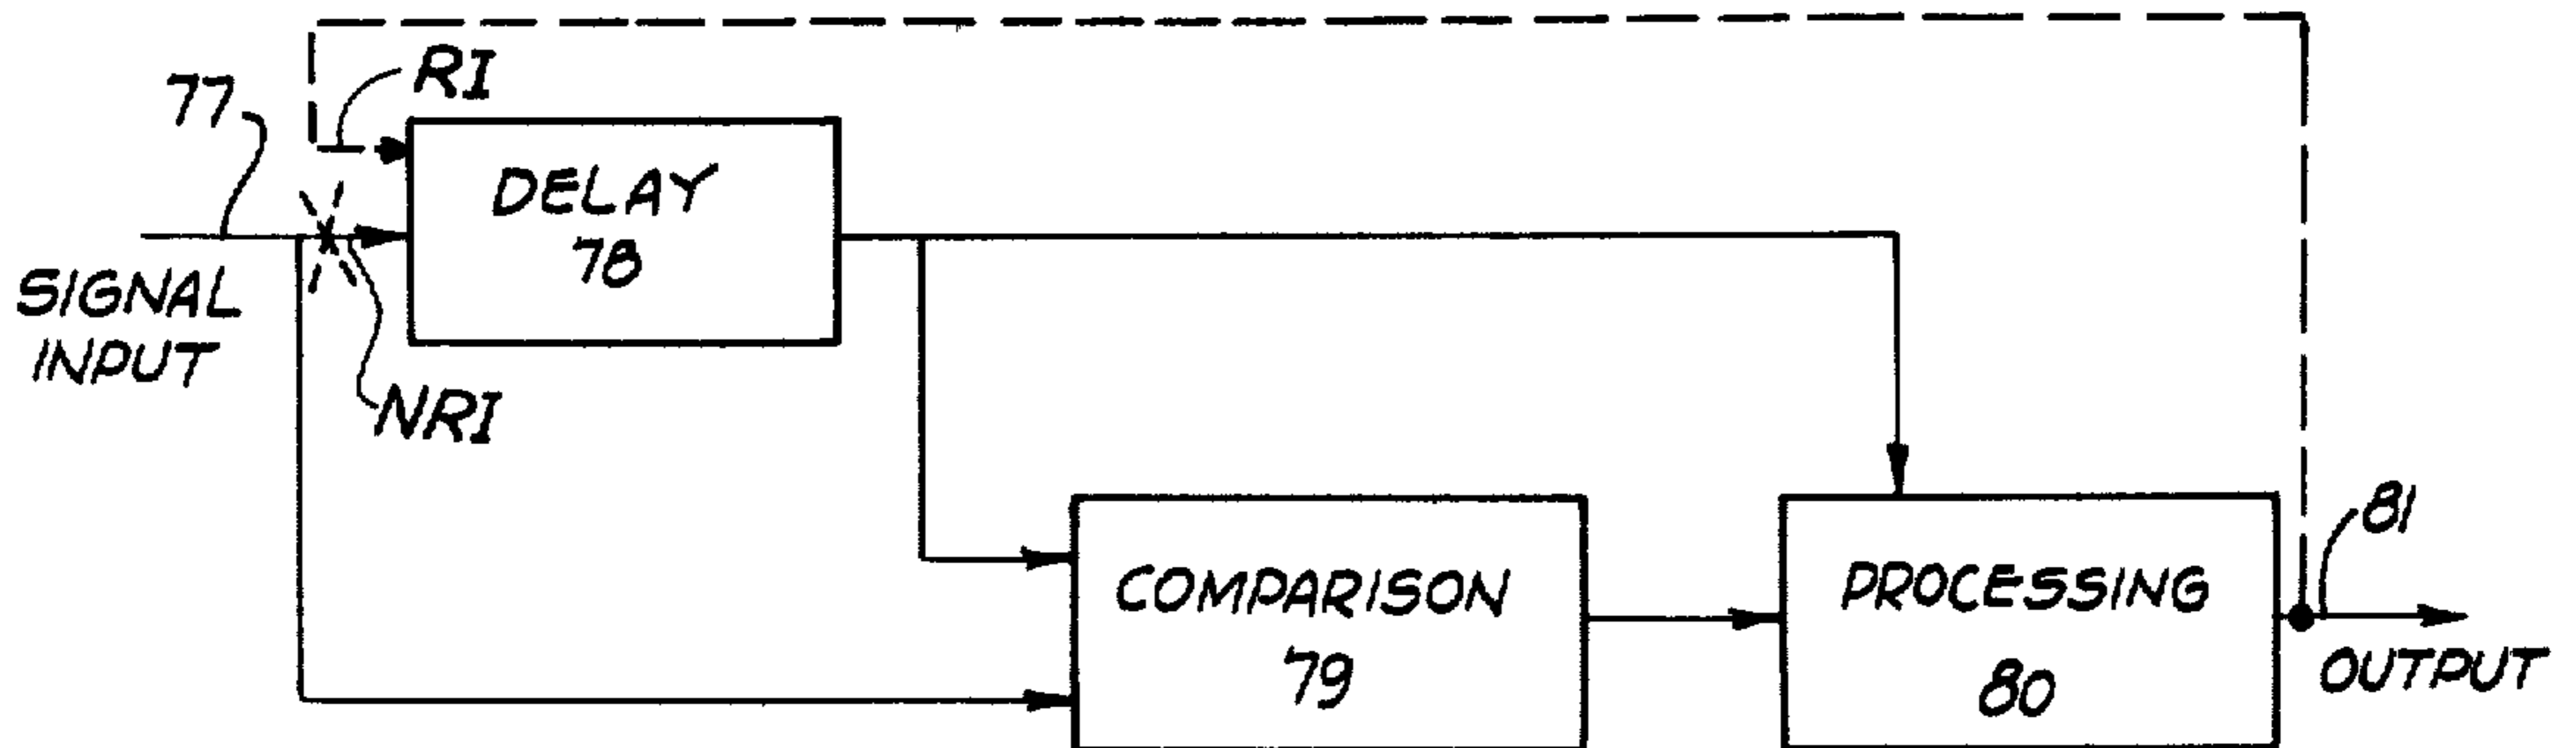 77
RI
DELAY
78
SIGNAL
INPUT
NRI
COMPARISON
79
PROCESSING
80
81
OUTPUT